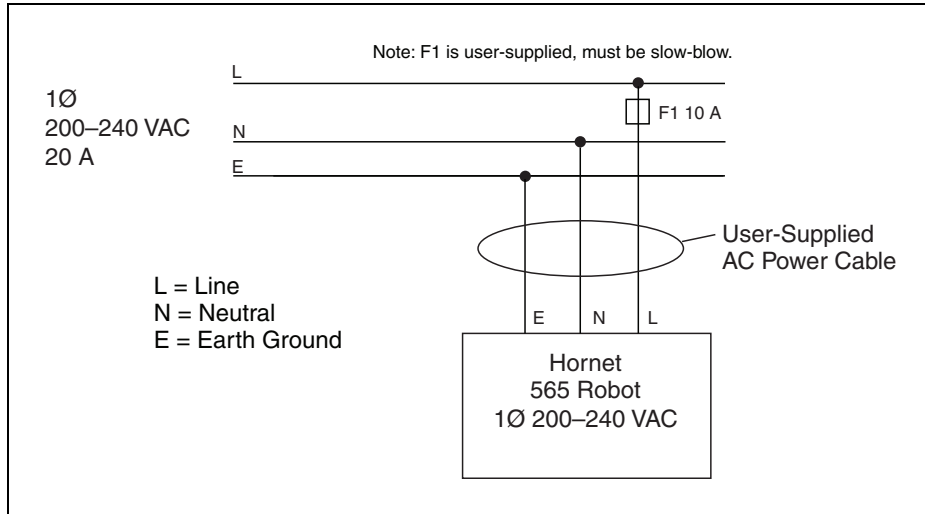 Note: F1 is user-supplied, must be slow-blow.
L
1Ø
200–240 VAC
20 A
F1 10 A
N
E
User-Supplied
AC Power Cable
L = Line
N = Neutral
E = Earth Ground
E N L
Hornet
565 Robot
1Ø 200–240 VAC